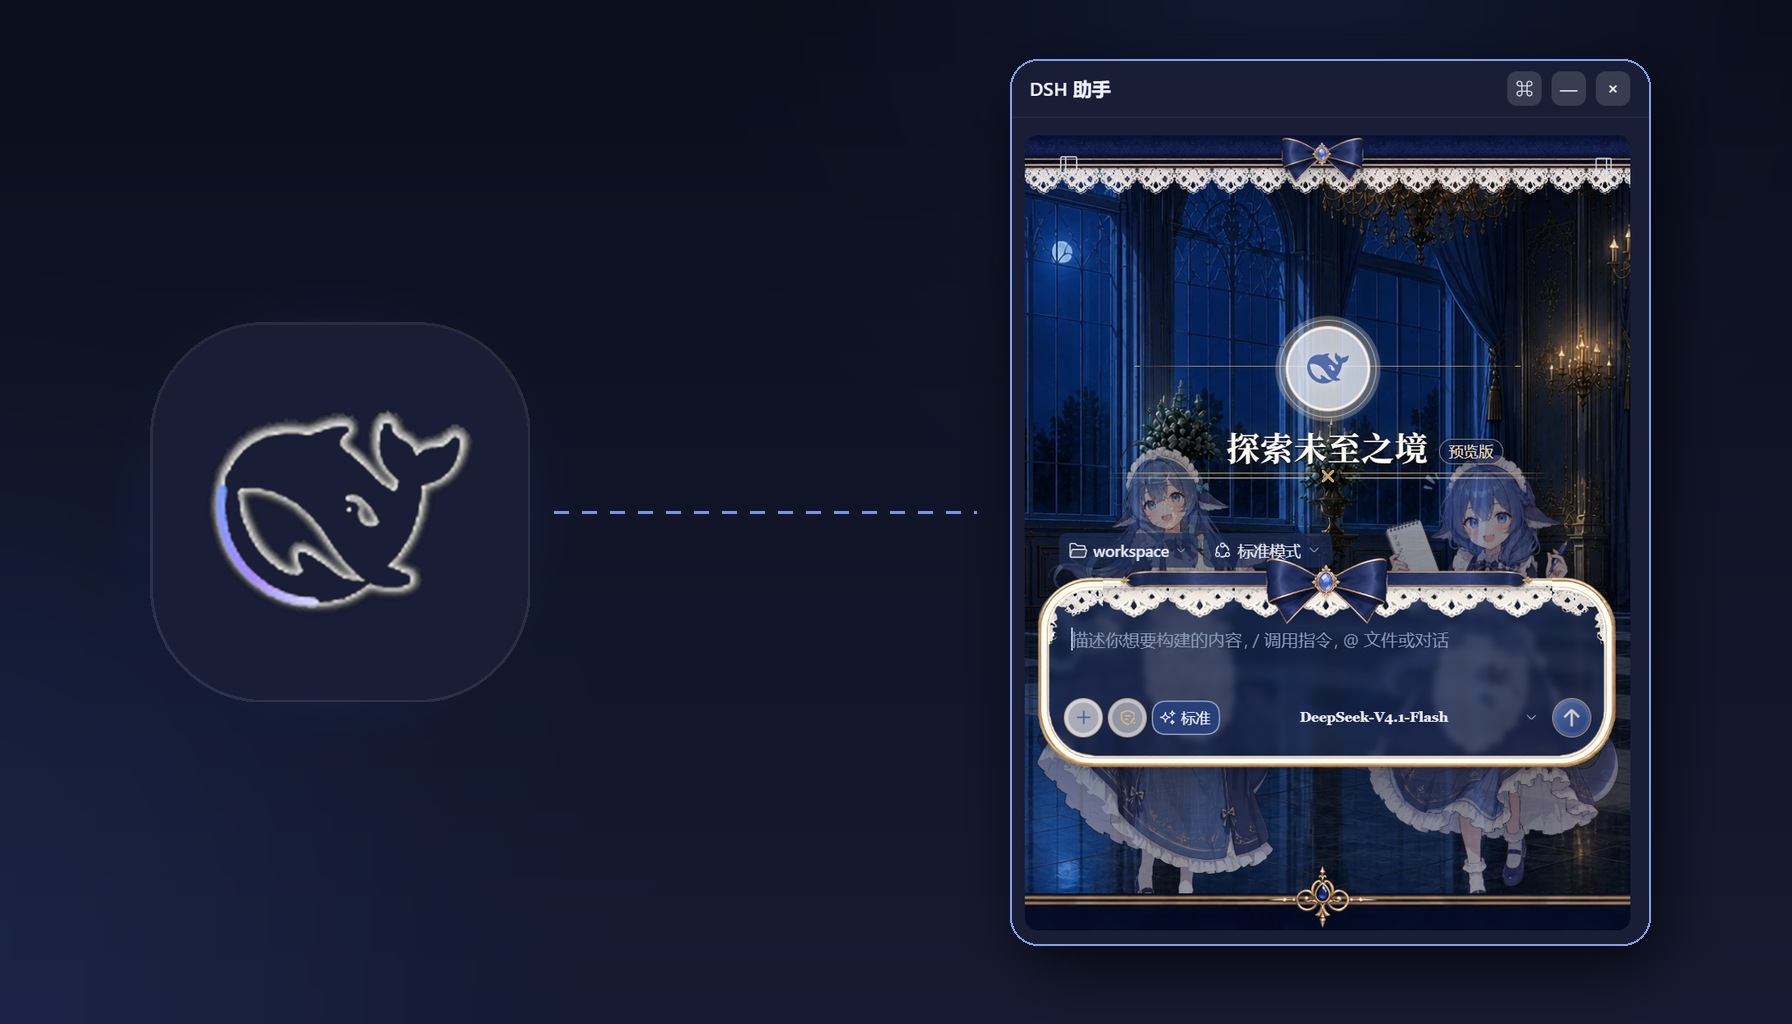 DSH 助手
探索未至之境 预览版
workspace 标准模式
描述你想要构建的内容, / 调用指令, @ 文件或对话
标准 DeepSeek-V4.1-Flash